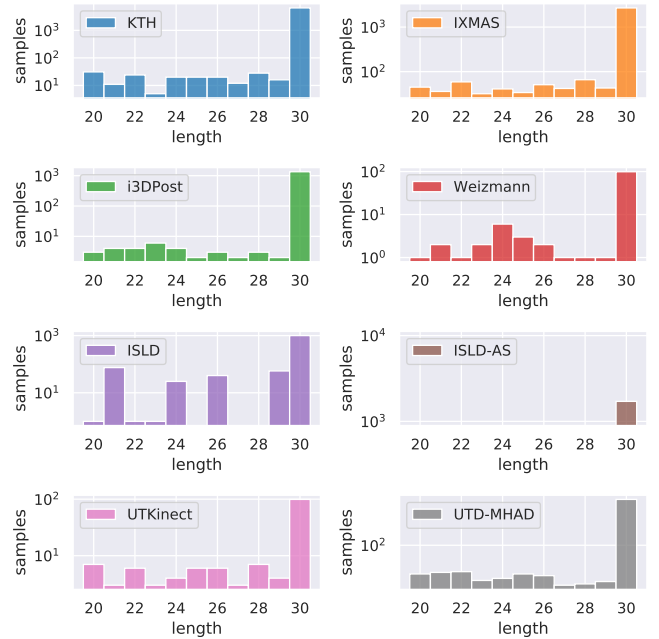 KTH
samples
10^3
10^1
20 22 24 26 28 30
length
IXMAS
samples
10^3
10^2
20 22 24 26 28 30
length
i3DPost
samples
10^3
10^2
10^1
20 22 24 26 28 30
length
Weizmann
samples
10^2
10^1
10^0
20 22 24 26 28 30
length
ISLD
samples
10^3
10^1
20 22 24 26 28 30
length
ISLD-AS
samples
10^4
10^3
20 22 24 26 28 30
length
UTKinect
samples
10^2
10^1
20 22 24 26 28 30
length
UTD-MHAD
samples
10^2
20 22 24 26 28 30
length